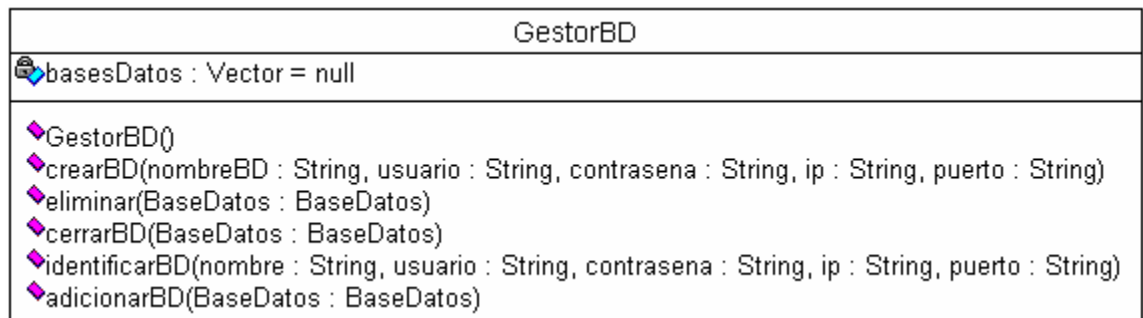 GestorBD
basesDatos : Vector = null
GestorBD()
crearBD(nombreBD : String, usuario : String, contrasena : String, ip : String, puerto : String)
eliminar(BaseDatos : BaseDatos)
cerrarBD(BaseDatos : BaseDatos)
identificarBD(nombre : String, usuario : String, contrasena : String, ip : String, puerto : String)
adicionarBD(BaseDatos : BaseDatos)